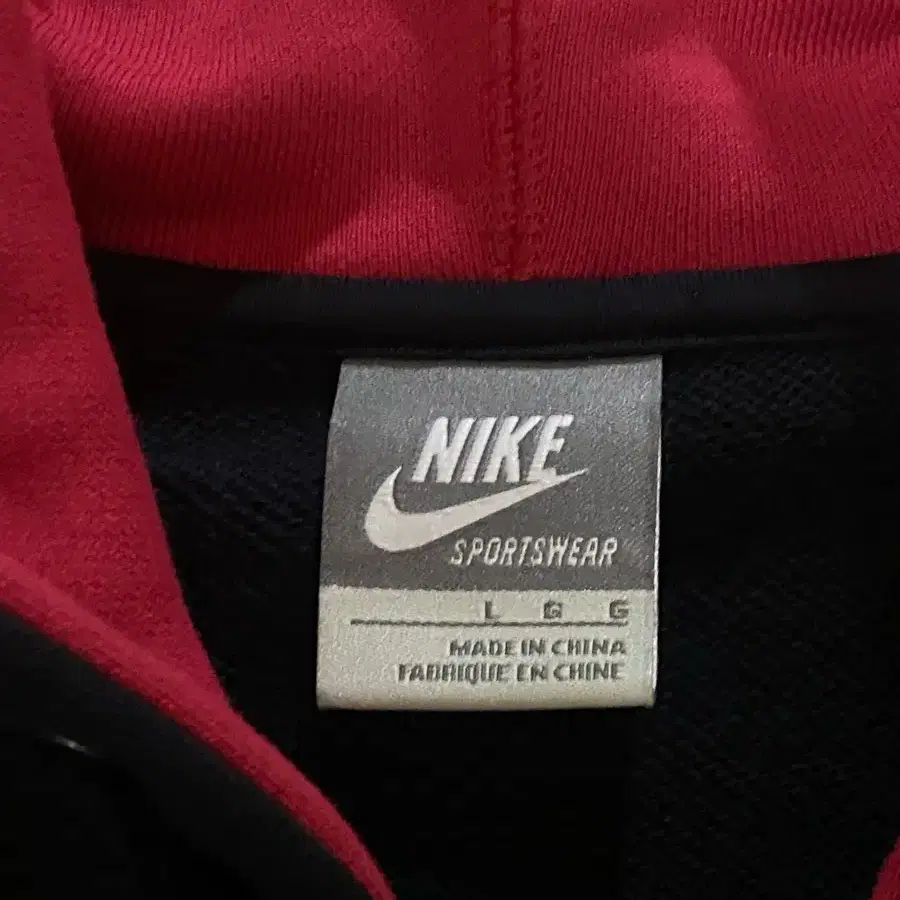 NIKE
SPORTSWEAR
L G G
MADE IN CHINA
FABRIQUE EN CHINE